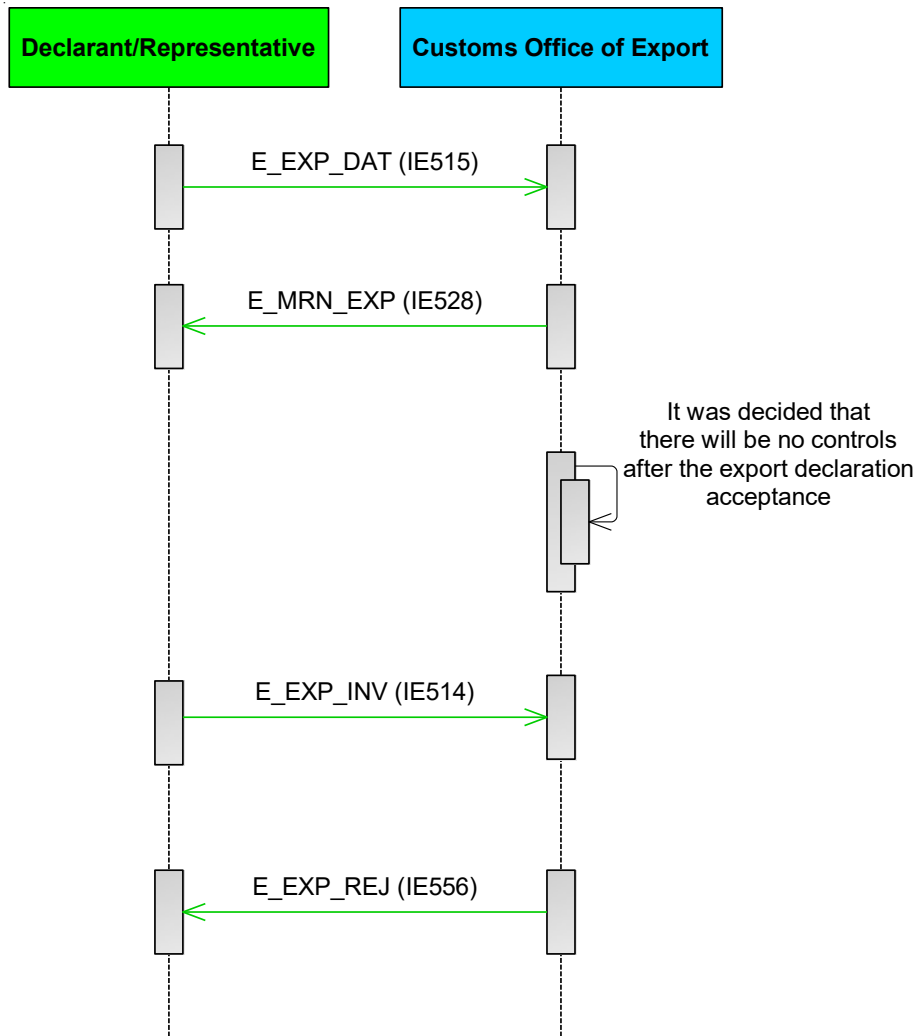 Declarant/Representative
Customs Office of Export
E_EXP_DAT (IE515)
E_MRN_EXP (IE528)
It was decided that
there will be no controls
after the export declaration
acceptance
E_EXP_INV (IE514)
E_EXP_REJ (IE556)